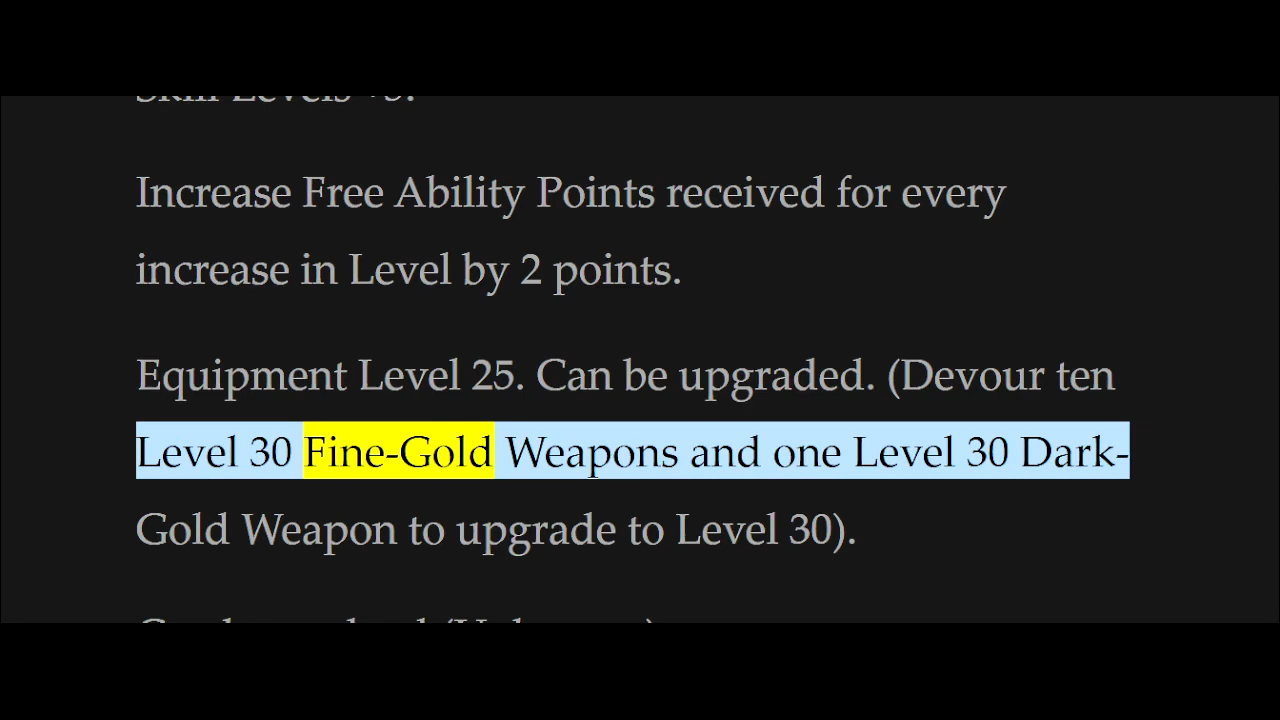 Increase Free Ability Points received for every
increase in Level by 2 points.
Equipment Level 25. Can be upgraded. (Devour ten
Level 30 Fine-Gold Weapons and one Level 30 Dark-
Gold Weapon to upgrade to Level 30).